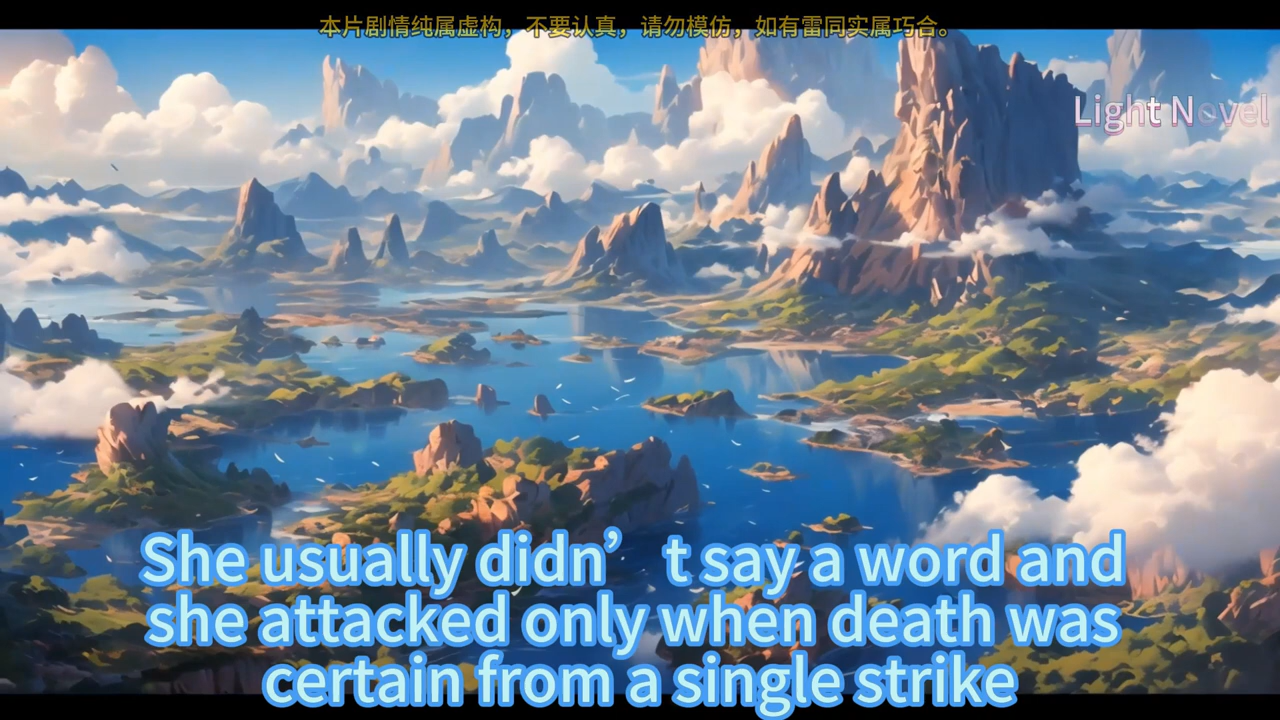 本片剧情纯属虚构，不要认真，请勿模仿，如有雷同实属巧合。
Light Novel
She usually didn’t say a word and
she attacked only when death was
certain from a single strike